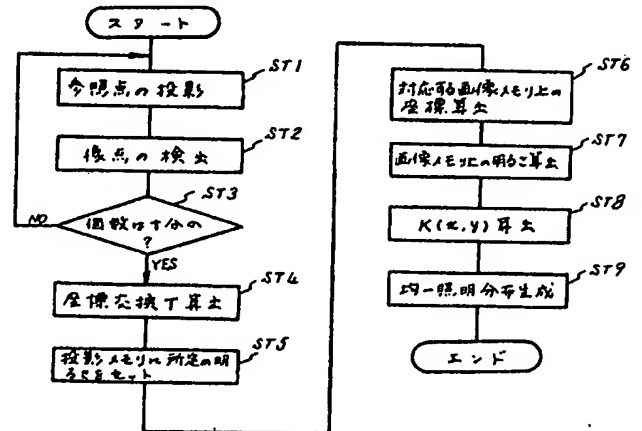 スタート
ST1
参照点の投影
ST2
像点の検出
ST3
個数は十分か
?
NO
YES
ST4
座標変換T算出
ST5
投影メモリに所定の明
るさをセット
ST6
対応する画像メモリ上の
座標算出
ST7
画像メモリ上の明るさ算出
ST8
K(x,y)算出
ST9
均一照明分布生成
エンド